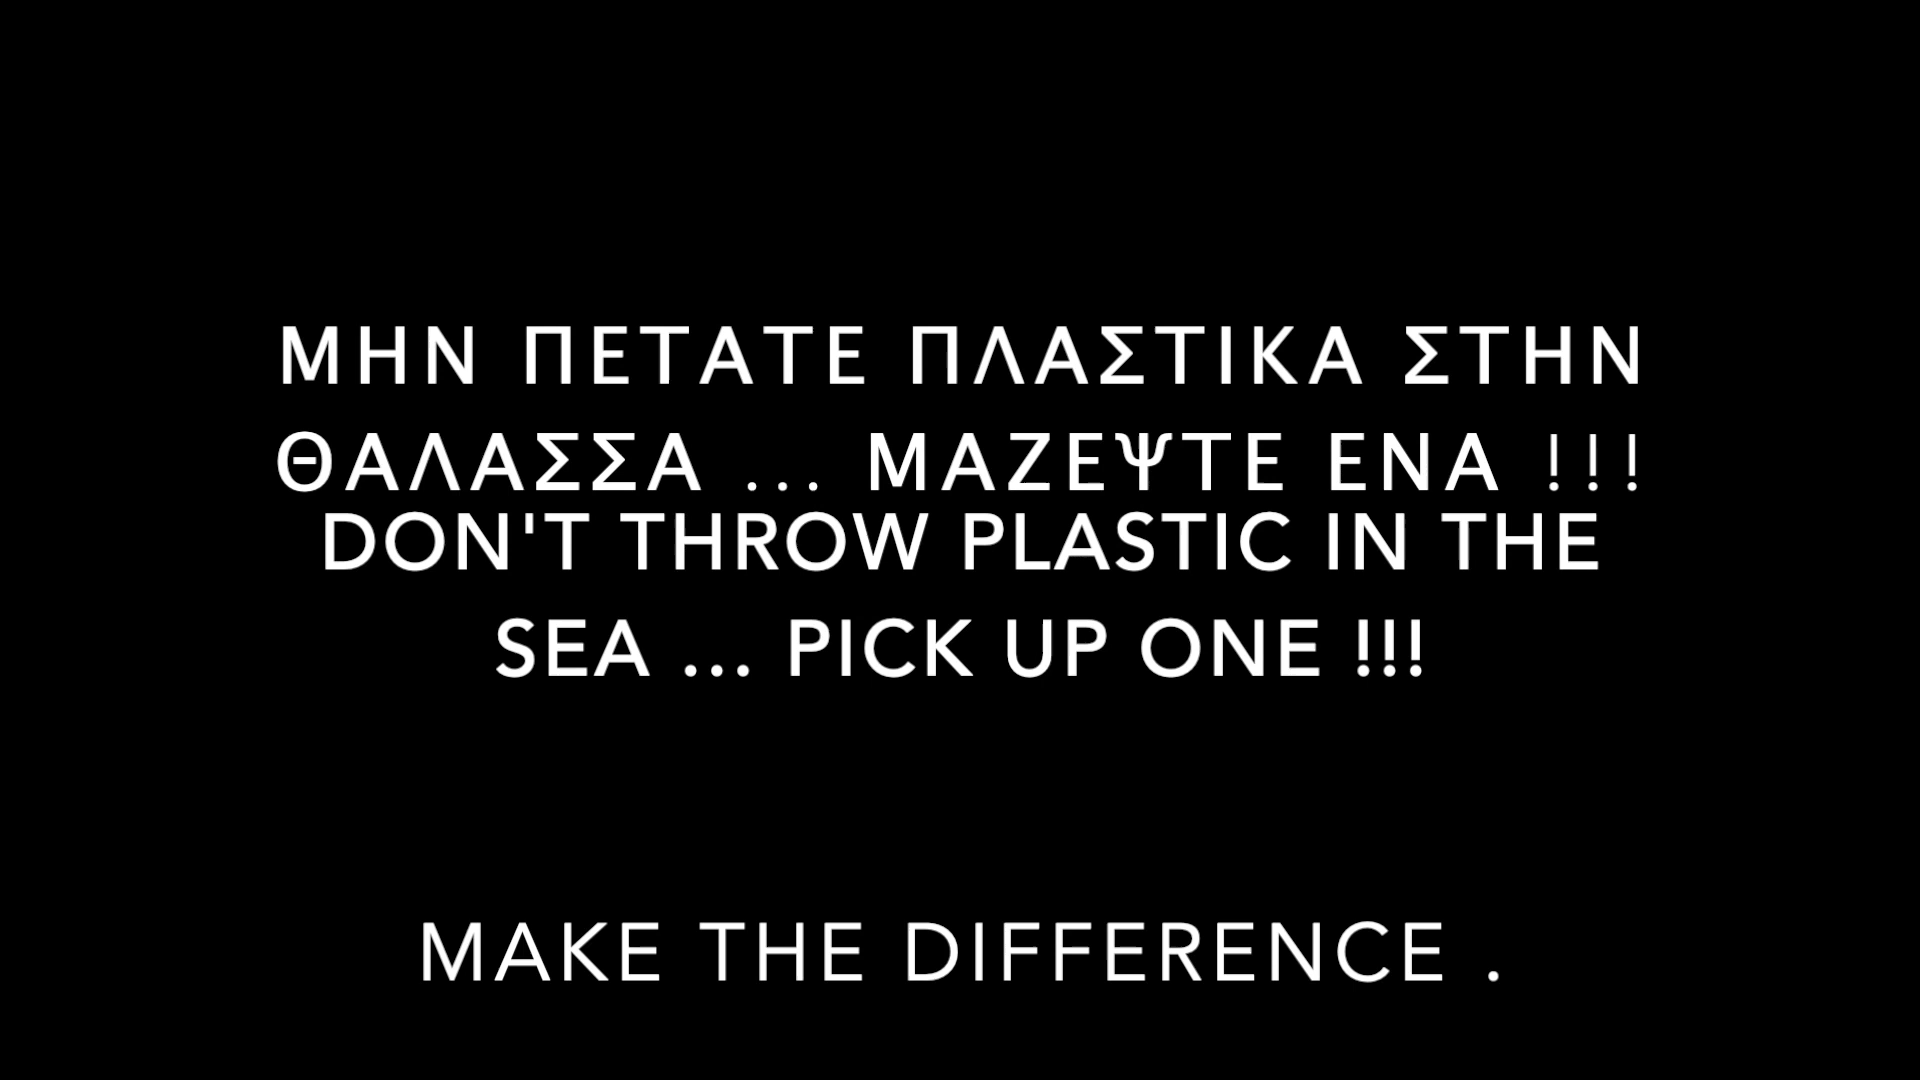 ΜΗΝ ΠΕΤΑΤΕ ΠΛΑΣΤΙΚΑ ΣΤΗΝ
ΘΑΛΑΣΣΑ ... ΜΑΖΕΨΤΕ ΕΝΑ !!!
DON'T THROW PLASTIC IN THE
SEA ... PICK UP ONE !!!
MAKE THE DIFFERENCE .